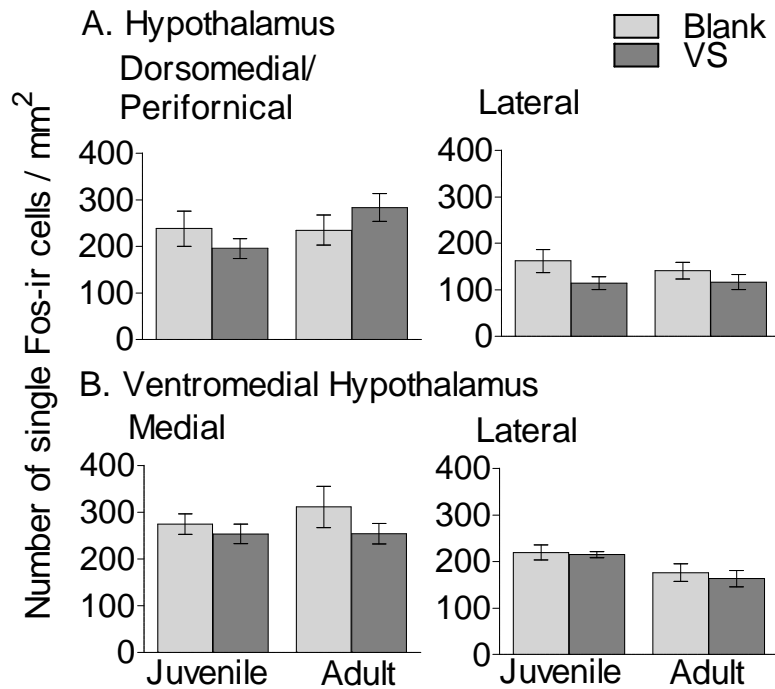 A. Hypothalamus
Blank
VS
Dorsomedial/
Perifornical
Lateral
Number of single Fos-ir cells / mm2
400
300
200
100
0
400
300
200
100
0
B. Ventromedial Hypothalamus
Medial
Lateral
400
300
200
100
0
400
300
200
100
0
Juvenile Adult
Juvenile Adult